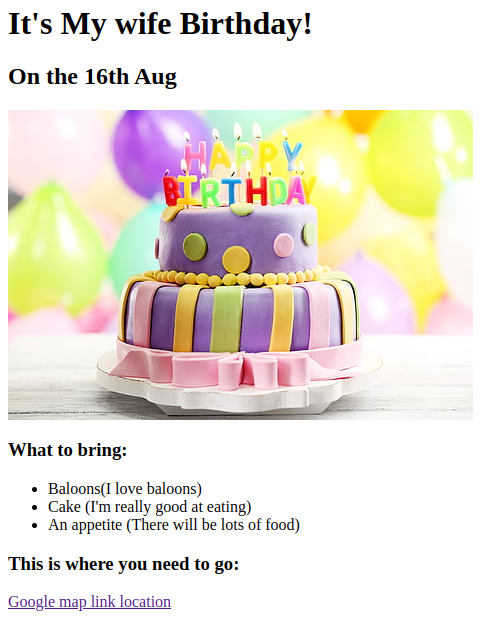 It's My wife Birthday!
On the 16th Aug
HAPPY
BIRTHDAY
What to bring:
Baloons(I love baloons)
Cake (I'm really good at eating)
An appetite (There will be lots of food)
This is where you need to go:
Google map link location